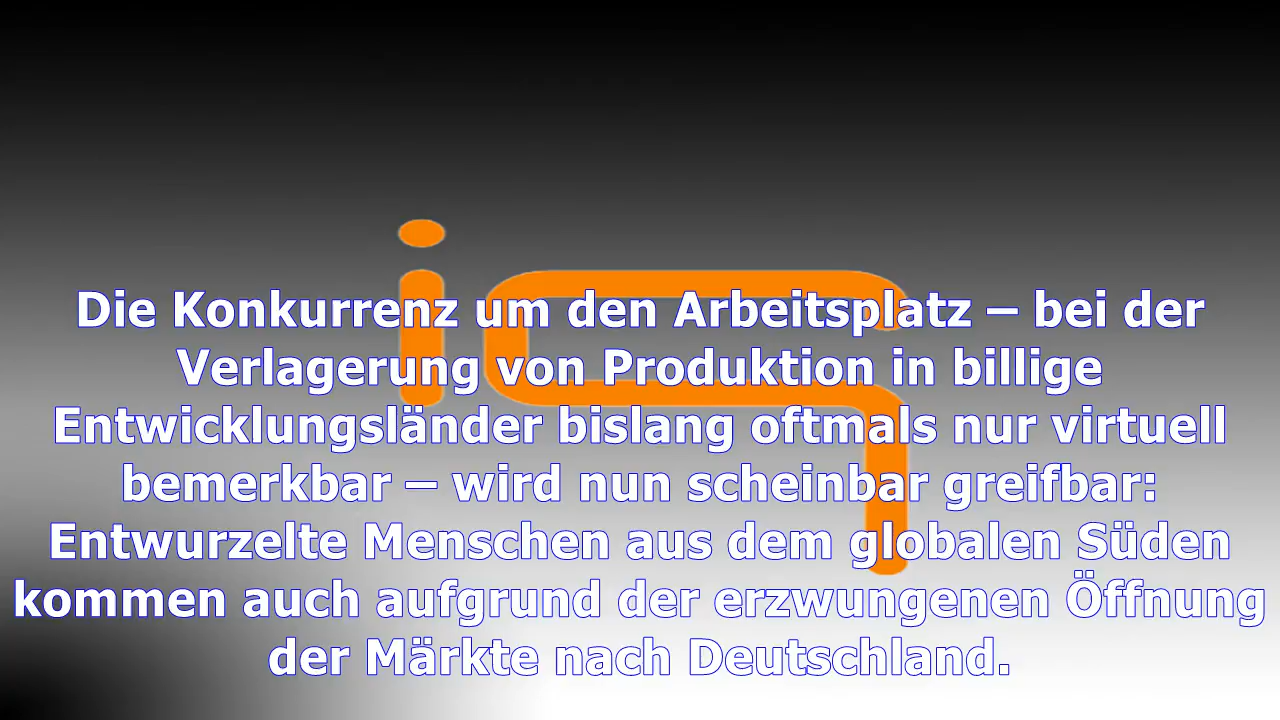 Die Konkurrenz um den Arbeitsplatz – bei der
Verlagerung von Produktion in billige
Entwicklungsländer bislang oftmals nur virtuell
bemerkbar – wird nun scheinbar greifbar:
Entwurzelte Menschen aus dem globalen Süden
kommen auch aufgrund der erzwungenen Öffnung
der Märkte nach Deutschland.